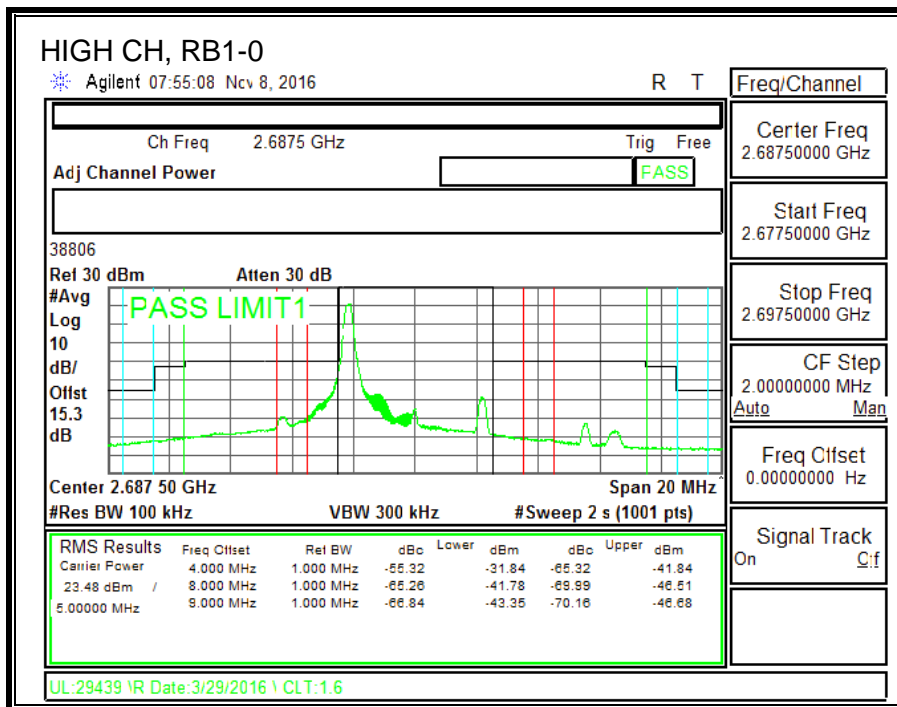 HIGH CH, RB1-0
Agilent 07:55:08 Nov 8, 2016 R T
Freq/Channel
Ch Freq 2.6875 GHz Trig Free
Adj Channel Power PASS
38806
Ref 30 dBm Atten 30 dB
#Avg
Log
10
dB/
Offst
15.3
dB
PASS LIMIT1
Center 2.687 50 GHz Span 20 MHz
#Res BW 100 kHz VBW 300 kHz #Sweep 2 s (1001 pts)
RMS Results Freq Offset Ref BW dBc Lower dBm dBc Upper dBm
Carrier Power 4.000 MHz 1.000 MHz -55.32 -31.84 -65.32 -41.84
23.48 dBm / 8.000 MHz 1.000 MHz -65.26 -41.78 -69.99 -46.51
5.00000 MHz 9.000 MHz 1.000 MHz -66.84 -43.35 -70.16 -46.68
UL:29439 \R Date:3/29/2016 \ CLT:1.6
Center Freq
2.68750000 GHz
Start Freq
2.67750000 GHz
Stop Freq
2.69750000 GHz
CF Step
2.00000000 MHz
Auto Man
Freq Offset
0.00000000 Hz
Signal Track
On Off